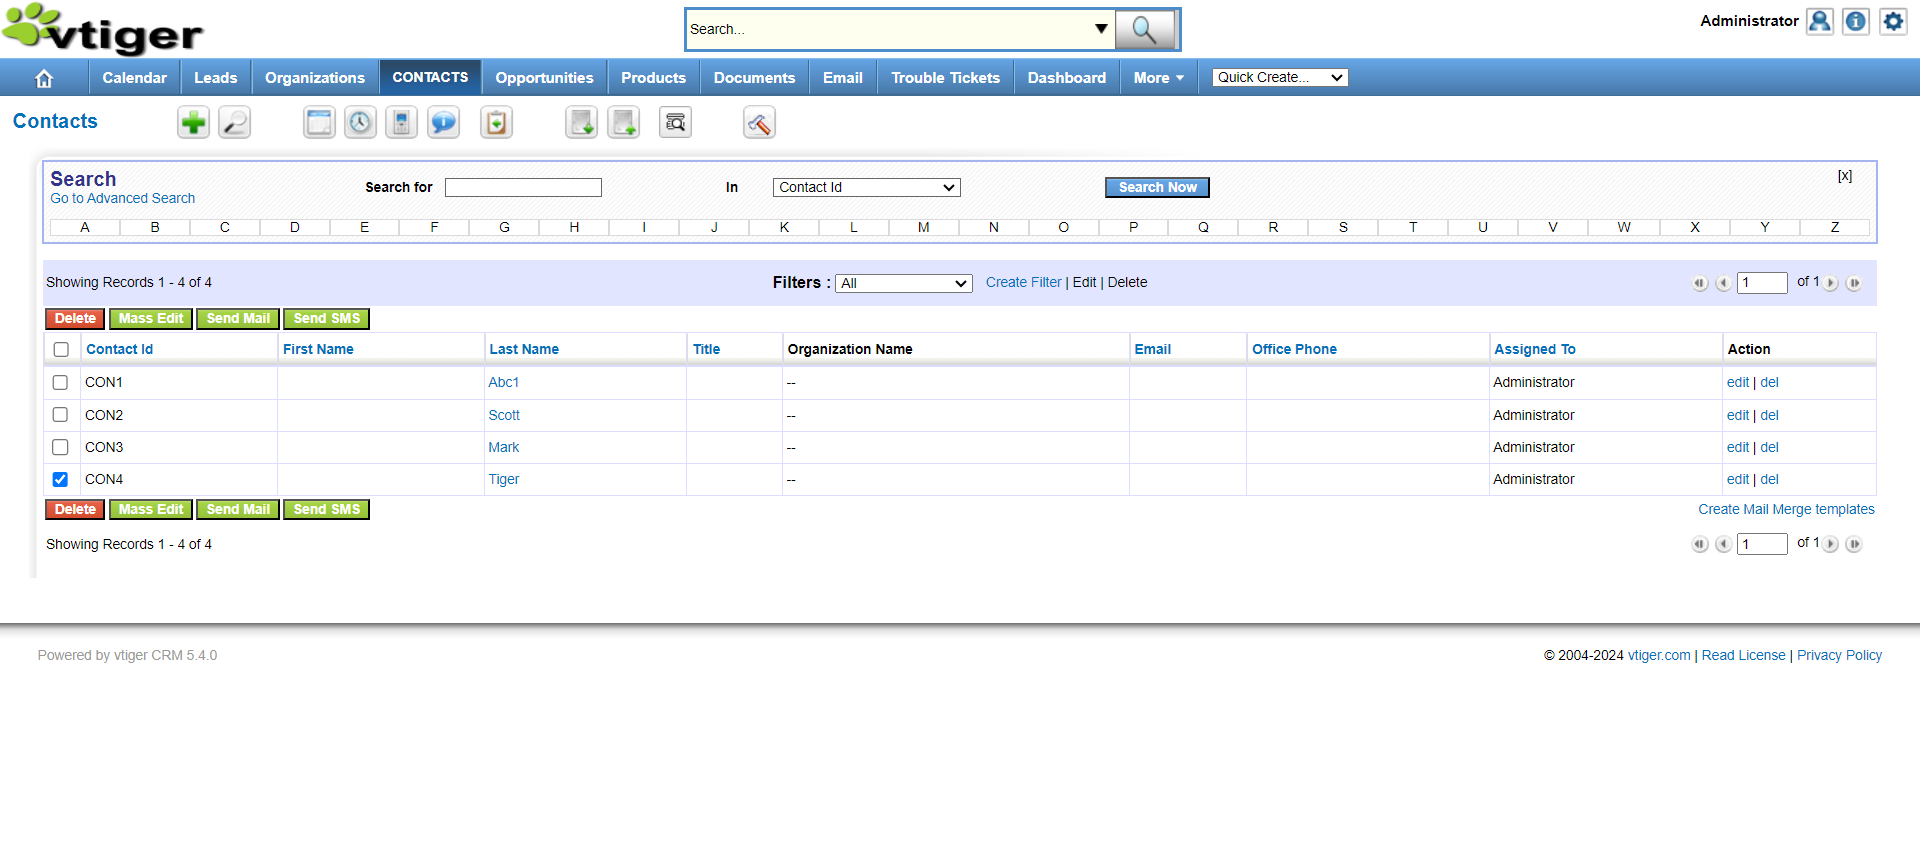 vtiger
Search...
Administrator
Calendar Leads Organizations CONTACTS Opportunities Products Documents Email Trouble Tickets Dashboard More Quick Create...
Contacts
Search
Go to Advanced Search
Search for In Contact Id Search Now [x]
A B C D E F G H I J K L M N O P Q R S T U V W X Y Z
Showing Records 1 - 4 of 4 Filters : All Create Filter | Edit | Delete 1 of 1
Delete Mass Edit Send Mail Send SMS
Contact Id First Name Last Name Title Organization Name Email Office Phone Assigned To Action
CON1 Abc1 -- Administrator edit | del
CON2 Scott -- Administrator edit | del
CON3 Mark -- Administrator edit | del
CON4 Tiger -- Administrator edit | del
Delete Mass Edit Send Mail Send SMS Create Mail Merge templates
Showing Records 1 - 4 of 4 1 of 1
Powered by vtiger CRM 5.4.0 © 2004-2024 vtiger.com | Read License | Privacy Policy